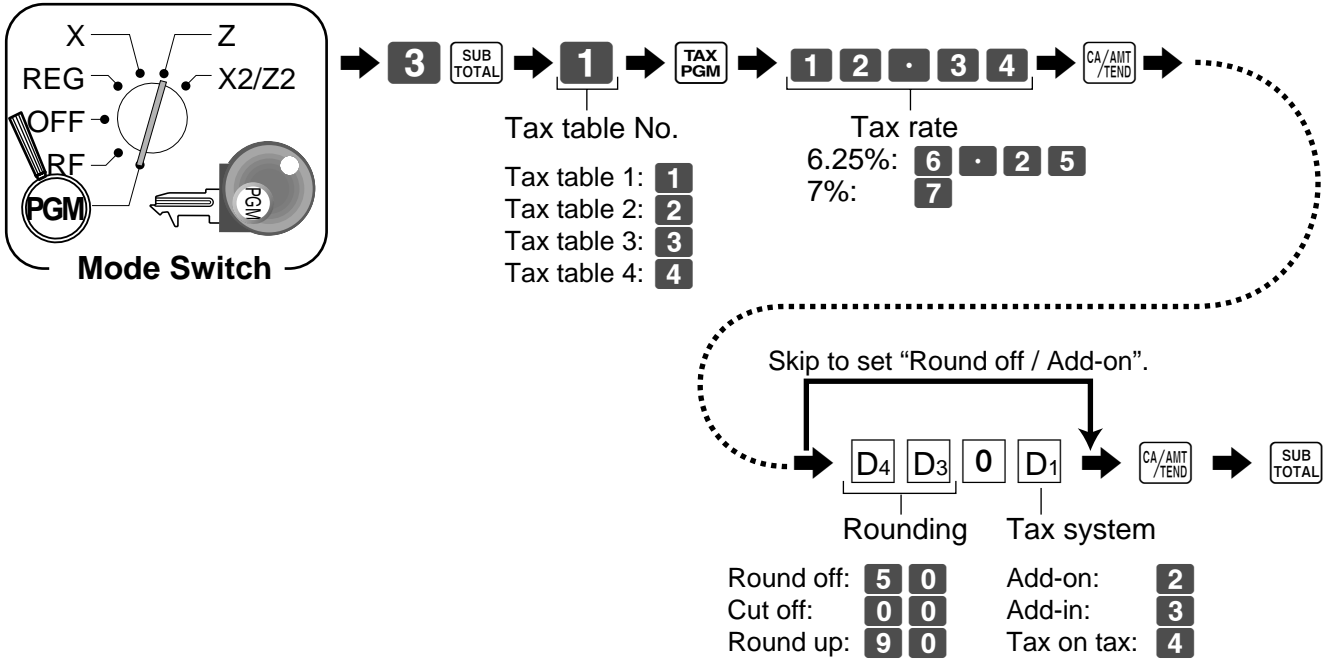 X Z
REG X2/Z2
OFF
RF
PGM PGM
Mode Switch
3 SUB TOTAL 1 TAX PGM 1 2 · 3 4 CA/AMT/TEND
Tax table No.
Tax table 1: 1
Tax table 2: 2
Tax table 3: 3
Tax table 4: 4
Tax rate
6.25%: 6 · 2 5
7%: 7
Skip to set “Round off / Add-on”.
D4 D3 0 D1 CA/AMT/TEND SUB TOTAL
Rounding Tax system
Round off: 5 0 Add-on: 2
Cut off: 0 0 Add-in: 3
Round up: 9 0 Tax on tax: 4